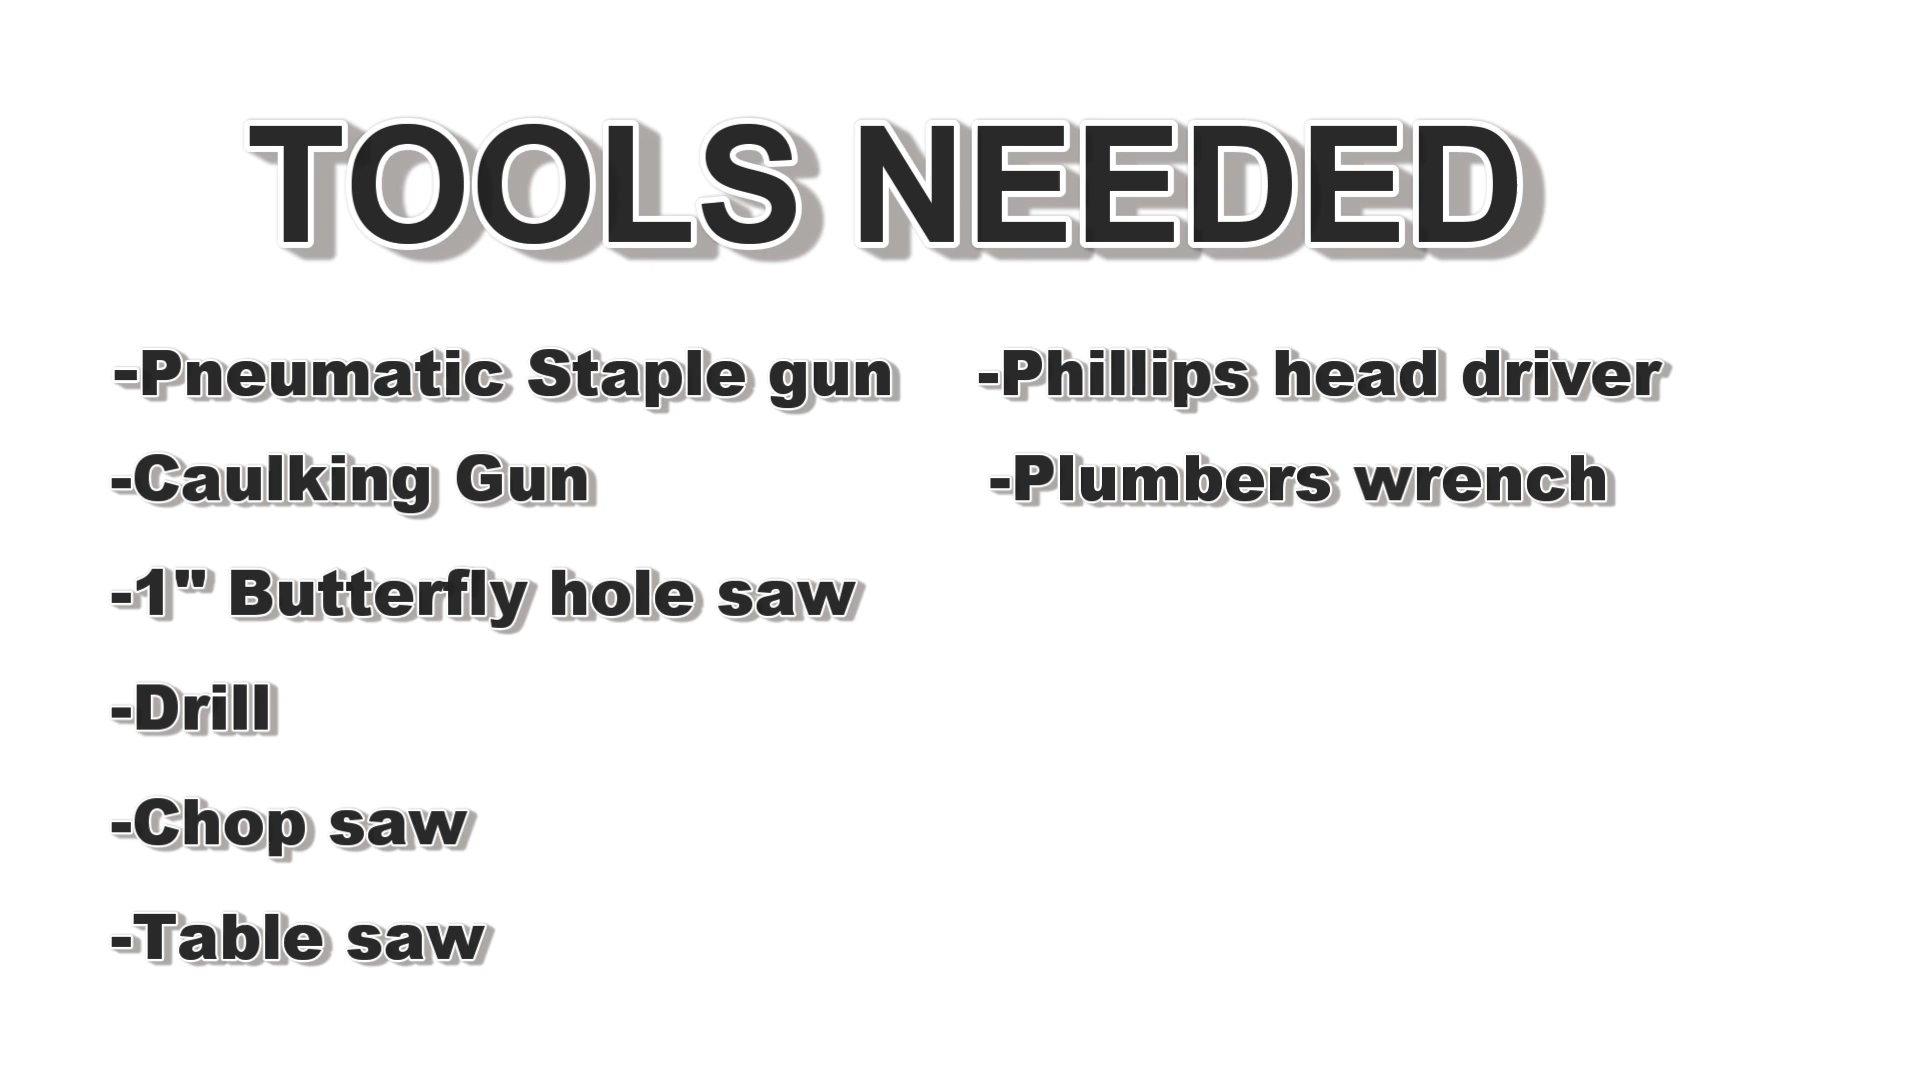 TOOLS NEEDED
-Pneumatic Staple gun
-Caulking Gun
-1" Butterfly hole saw
-Drill
-Chop saw
-Table saw
-Phillips head driver
-Plumbers wrench